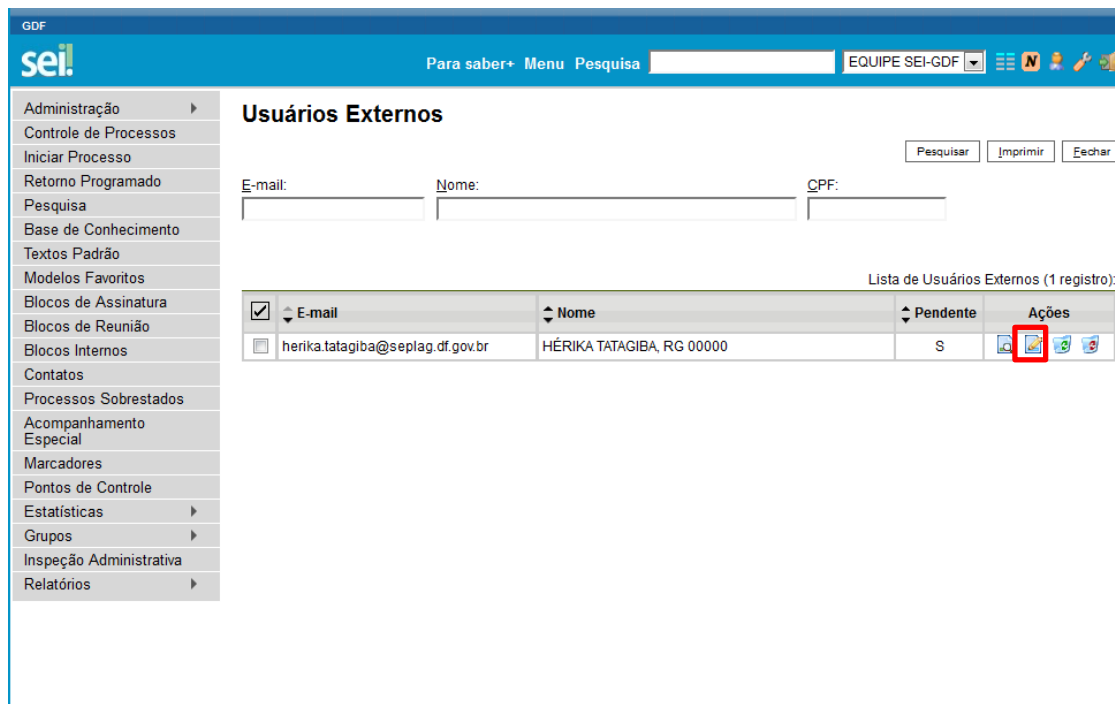 GDF
sei!
Para saber+ Menu Pesquisa
EQUIPE SEI-GDF
N
Administração
Controle de Processos
Iniciar Processo
Retorno Programado
Pesquisa
Base de Conhecimento
Textos Padrão
Modelos Favoritos
Blocos de Assinatura
Blocos de Reunião
Blocos Internos
Contatos
Processos Sobrestados
Acompanhamento
Especial
Marcadores
Pontos de Controle
Estatísticas
Grupos
Inspeção Administrativa
Relatórios
Usuários Externos
Pesquisar Imprimir Fechar
E-mail: Nome: CPF:
Lista de Usuários Externos (1 registro):
E-mail Nome Pendente Ações
herika.tatagiba@seplag.df.gov.br HÉRIKA TATAGIBA, RG 00000 S